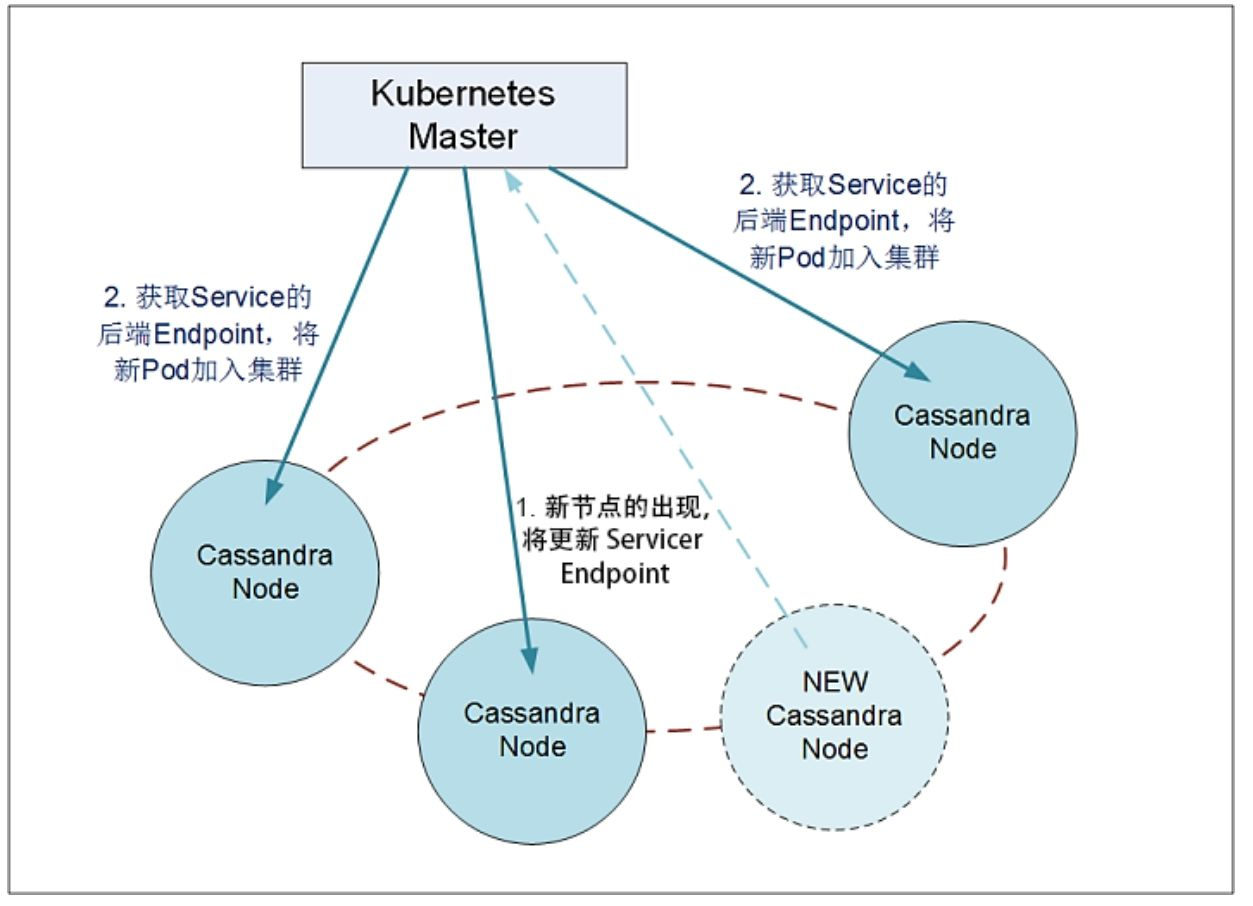 Kubernetes
Master
2. 获取Service的
后端Endpoint，将
新Pod加入集群
2. 获取Service的
后端Endpoint，将
新Pod加入集群
Cassandra
Node
1. 新节点的出现,
将更新 Servicer
Endpoint
Cassandra
Node
NEW
Cassandra
Node
Cassandra
Node